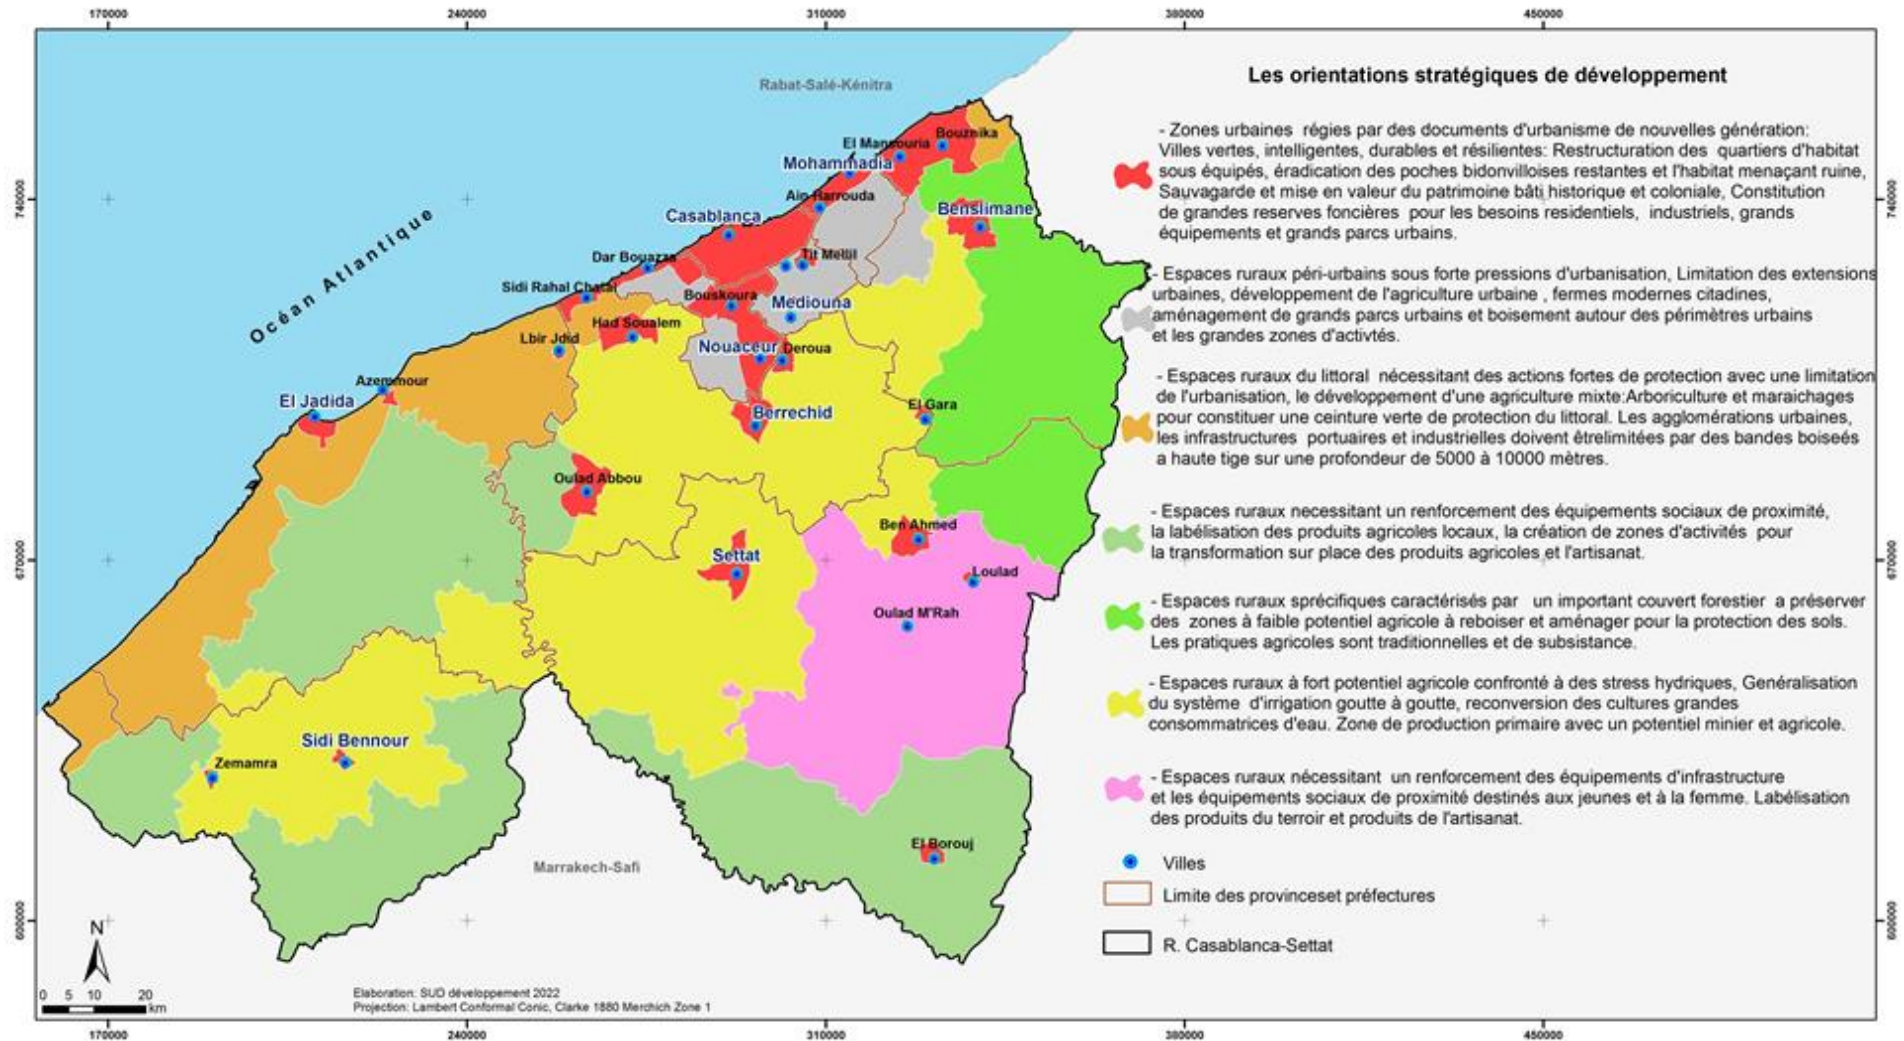 170000 240000 310000 380000 450000
Rabat-Salé-Kénitra
Océan Atlantique
740000
740000
670000
670000
600000
600000
Bouznika
El Mansouria
Mohammadia
Ain Harrouda
Casablanca
Benslimane
Dar Bouazza
Tit Mellil
Sidi Rahal Chatai
Bouskoura
Mediouna
Had Soualem
Lbir Jdid
Nouaceur
Deroua
Azemmour
El Jadida
Berrechid
El Gara
Oulad Abbou
Ben Ahmed
Settat
Loulad
Oulad M'Rah
Sidi Bennour
Zemamra
El Borouj
Marrakech-Safi
N
0 5 10 20
km
Elaboration: SUD développement 2022
Projection: Lambert Conformal Conic, Clarke 1880 Merchich Zone 1
170000 240000 310000 380000 450000
Les orientations stratégiques de développement
- Zones urbaines régies par des documents d'urbanisme de nouvelles génération:
Villes vertes, intelligentes, durables et résilientes: Restructuration des quartiers d'habitat
sous équipés, éradication des poches bidonvilloises restantes et l'habitat menaçant ruine,
Sauvagarde et mise en valeur du patrimoine bâti historique et coloniale, Constitution
de grandes reserves foncières pour les besoins residentiels, industriels, grands
équipements et grands parcs urbains.
- Espaces ruraux péri-urbains sous forte pressions d'urbanisation, Limitation des extensions
urbaines, développement de l'agriculture urbaine , fermes modernes citadines,
aménagement de grands parcs urbains et boisement autour des périmètres urbains
et les grandes zones d'activtés.
- Espaces ruraux du littoral nécessitant des actions fortes de protection avec une limitation
de l'urbanisation, le développement d'une agriculture mixte:Arboriculture et maraichages
pour constituer une ceinture verte de protection du littoral. Les agglomérations urbaines,
les infrastructures portuaires et industrielles doivent êtrelimitées par des bandes boiseés
a haute tige sur une profondeur de 5000 à 10000 mètres.
- Espaces ruraux necessitant un renforcement des équipements sociaux de proximité,
la labélisation des produits agricoles locaux, la création de zones d'activités pour
la transformation sur place des produits agricoles et l'artisanat.
- Espaces ruraux sprécifiques caractérisés par un important couvert forestier a préserver
des zones à faible potentiel agricole à reboiser et aménager pour la protection des sols.
Les pratiques agricoles sont traditionnelles et de subsistance.
- Espaces ruraux à fort potentiel agricole confronté à des stress hydriques, Genéralisation
du système d'irrigation goutte à goutte, reconversion des cultures grandes
consommatrices d'eau. Zone de production primaire avec un potentiel minier et agricole.
- Espaces ruraux nécessitant un renforcement des équipements d'infrastructure
et les équipements sociaux de proximité destinés aux jeunes et à la femme. Labélisation
des produits du terroir et produits de l'artisanat.
Villes
Limite des provinceset préfectures
R. Casablanca-Settat